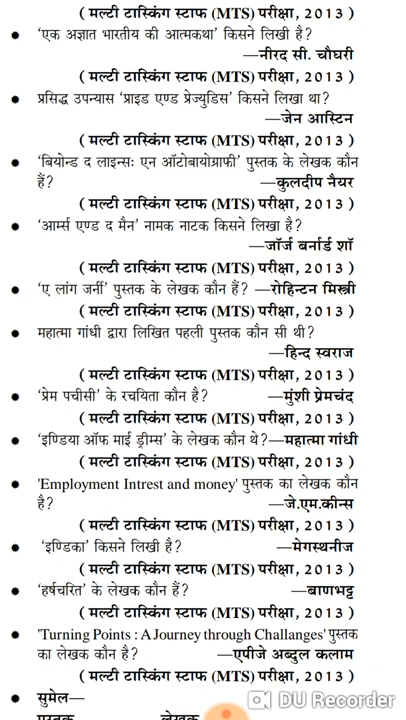 ( मल्टी टास्किंग स्टाफ (MTS) परीक्षा, 2013 )
● 'एक अज्ञात भारतीय की आत्मकथा' किसने लिखी है?
—नीरद सी. चौघरी
( मल्टी टास्किंग स्टाफ (MTS) परीक्षा, 2013 )
● प्रसिद्ध उपन्यास 'प्राइड एण्ड प्रेज्युडिस' किसने लिखा था?
—जेन आस्टिन
( मल्टी टास्किंग स्टाफ (MTS) परीक्षा, 2013 )
● 'बियोन्ड द लाइन्सः एन ऑटोबायोग्राफी' पुस्तक के लेखक कौन
हैं? —कुलदीप नैयर
( मल्टी टास्किंग स्टाफ (MTS) परीक्षा, 2013 )
● 'आर्म्स एण्ड द मैन' नामक नाटक किसने लिखा है?
—जॉर्ज बर्नार्ड शॉ
( मल्टी टास्किंग स्टाफ (MTS) परीक्षा, 2013 )
● 'ए लांग जर्नी' पुस्तक के लेखक कौन हैं? —रोहिन्टन मिस्त्री
( मल्टी टास्किंग स्टाफ (MTS) परीक्षा, 2013 )
● महात्मा गांधी द्वारा लिखित पहली पुस्तक कौन सी थी?
—हिन्द स्वराज
( मल्टी टास्किंग स्टाफ (MTS) परीक्षा, 2013 )
● 'प्रेम पचीसी' के रचयिता कौन है? —मुंशी प्रेमचंद
( मल्टी टास्किंग स्टाफ (MTS) परीक्षा, 2013 )
● 'इण्डिया ऑफ माई ड्रीम्स' के लेखक कौन थे?—महात्मा गांधी
( मल्टी टास्किंग स्टाफ (MTS) परीक्षा, 2013 )
● 'Employment Intrest and money' पुस्तक का लेखक कौन
है? —जे.एम.कीन्स
( मल्टी टास्किंग स्टाफ (MTS) परीक्षा, 2013 )
● 'इण्डिका' किसने लिखी है? —मेगस्थनीज
( मल्टी टास्किंग स्टाफ (MTS) परीक्षा, 2013 )
● 'हर्षचरित' के लेखक कौन हैं? —बाणभट्ट
( मल्टी टास्किंग स्टाफ (MTS) परीक्षा, 2013 )
● 'Turning Points : A Journey through Challanges' पुस्तक
का लेखक कौन है? —एपीजे अब्दुल कलाम
( मल्टी टास्किंग स्टाफ (MTS) परीक्षा, 2013 )
● सुमेल—
DU Recorder
पुस्तक लेखक